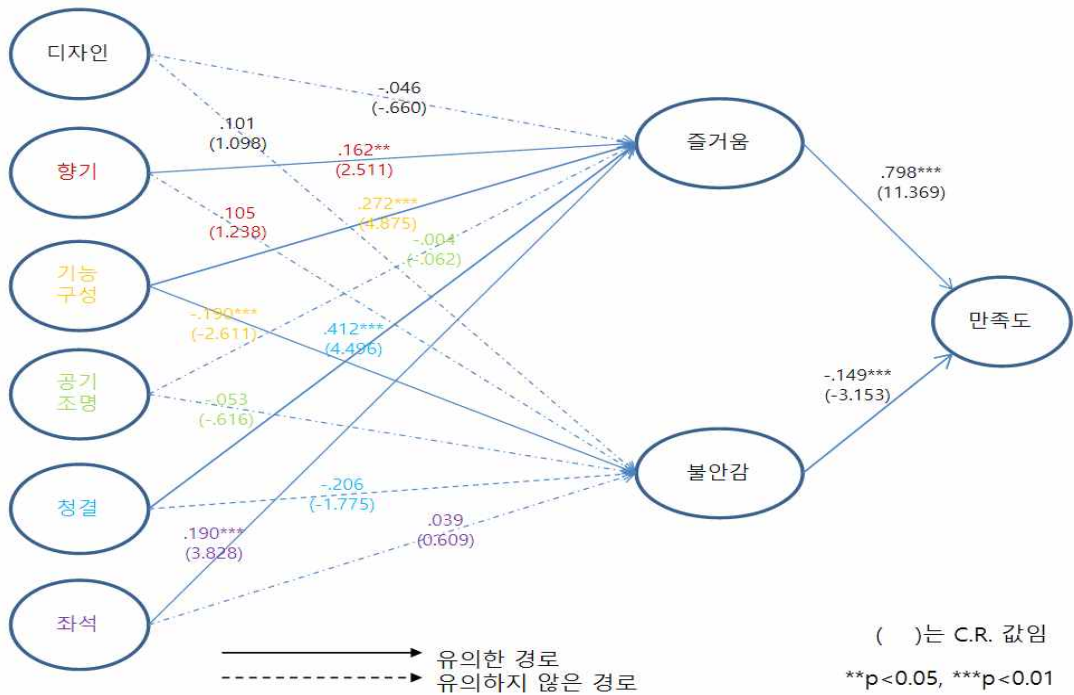 디자인
-.046
(-.660)
.101
(1.098)
즐거움
향기
.162**
(2.511)
.798***
(11.369)
.105
(1.238)
.272***
(4.875)
-.004
(-.062)
기능
구성
-.190***
(-2.611)
.412***
(4.496)
만족도
공기
조명
-.053
(-.616)
-.149***
(-3.153)
불안감
청결
-.206
(-1.775)
.190***
(3.828)
.039
(0.609)
좌석
( )는 C.R. 값임
유의한 경로
유의하지 않은 경로
**p<0.05, ***p<0.01